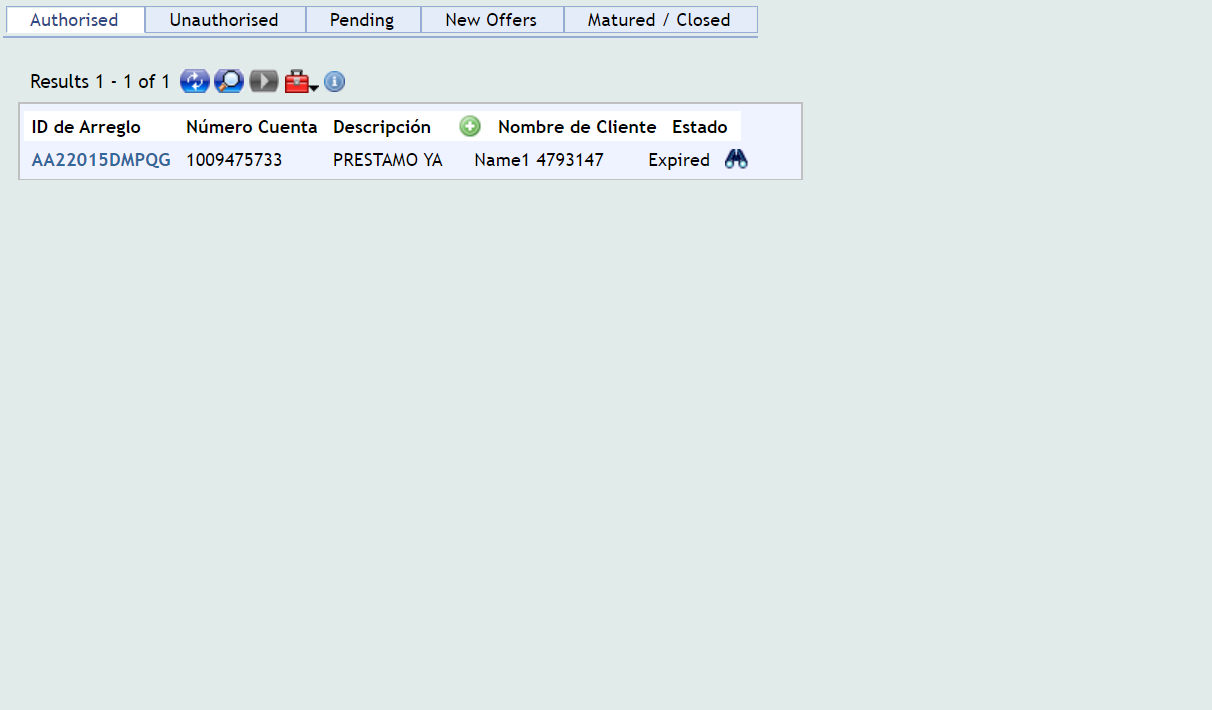 Authorised Unauthorised Pending New Offers Matured / Closed
Results 1 - 1 of 1
ID de Arreglo Número Cuenta Descripción Nombre de Cliente Estado
AA22015DMPQG 1009475733 PRESTAMO YA Name1 4793147 Expired